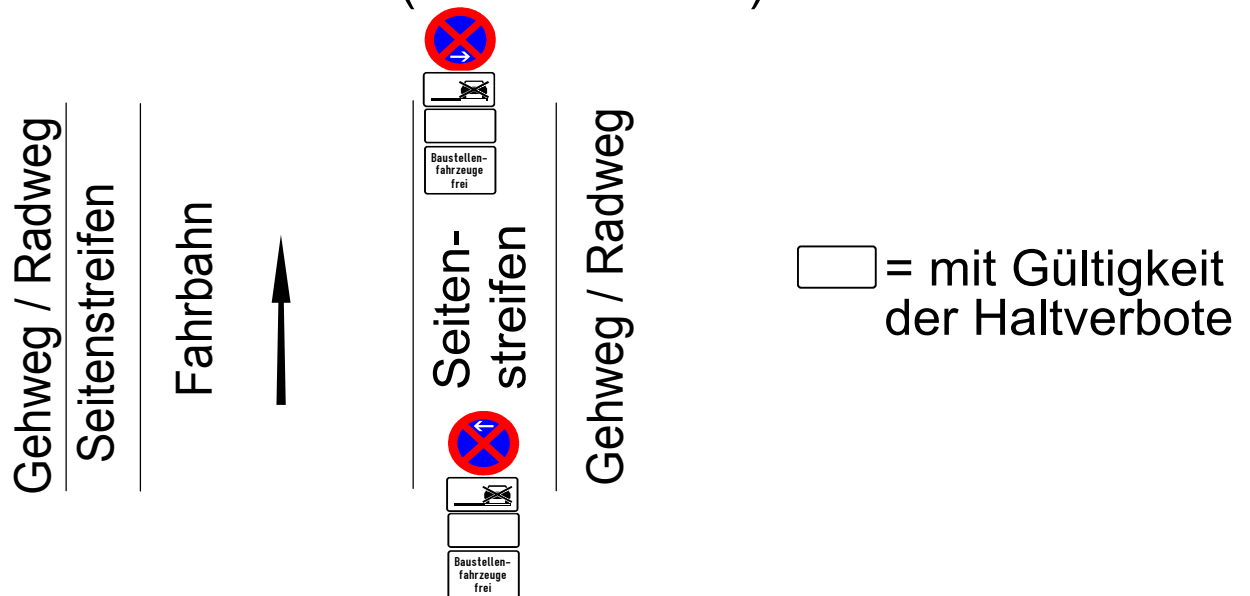 Baustellen-
fahrzeuge
frei
Gehweg / Radweg
Seitenstreifen
Fahrbahn
Seiten-
streifen
Gehweg / Radweg
= mit Gültigkeit
der Haltverbote
Baustellen-
fahrzeuge
frei